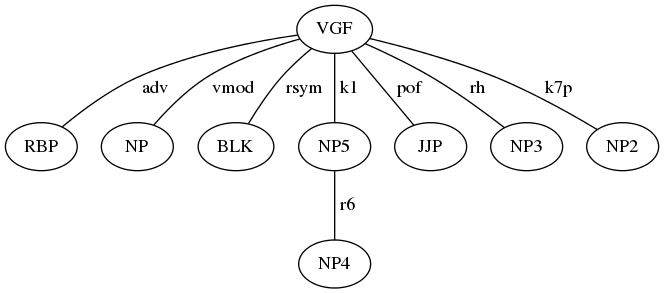 VGF
adv vmod rsym k1 pof rh k7p
RBP NP BLK NP5 JJP NP3 NP2
r6
NP4